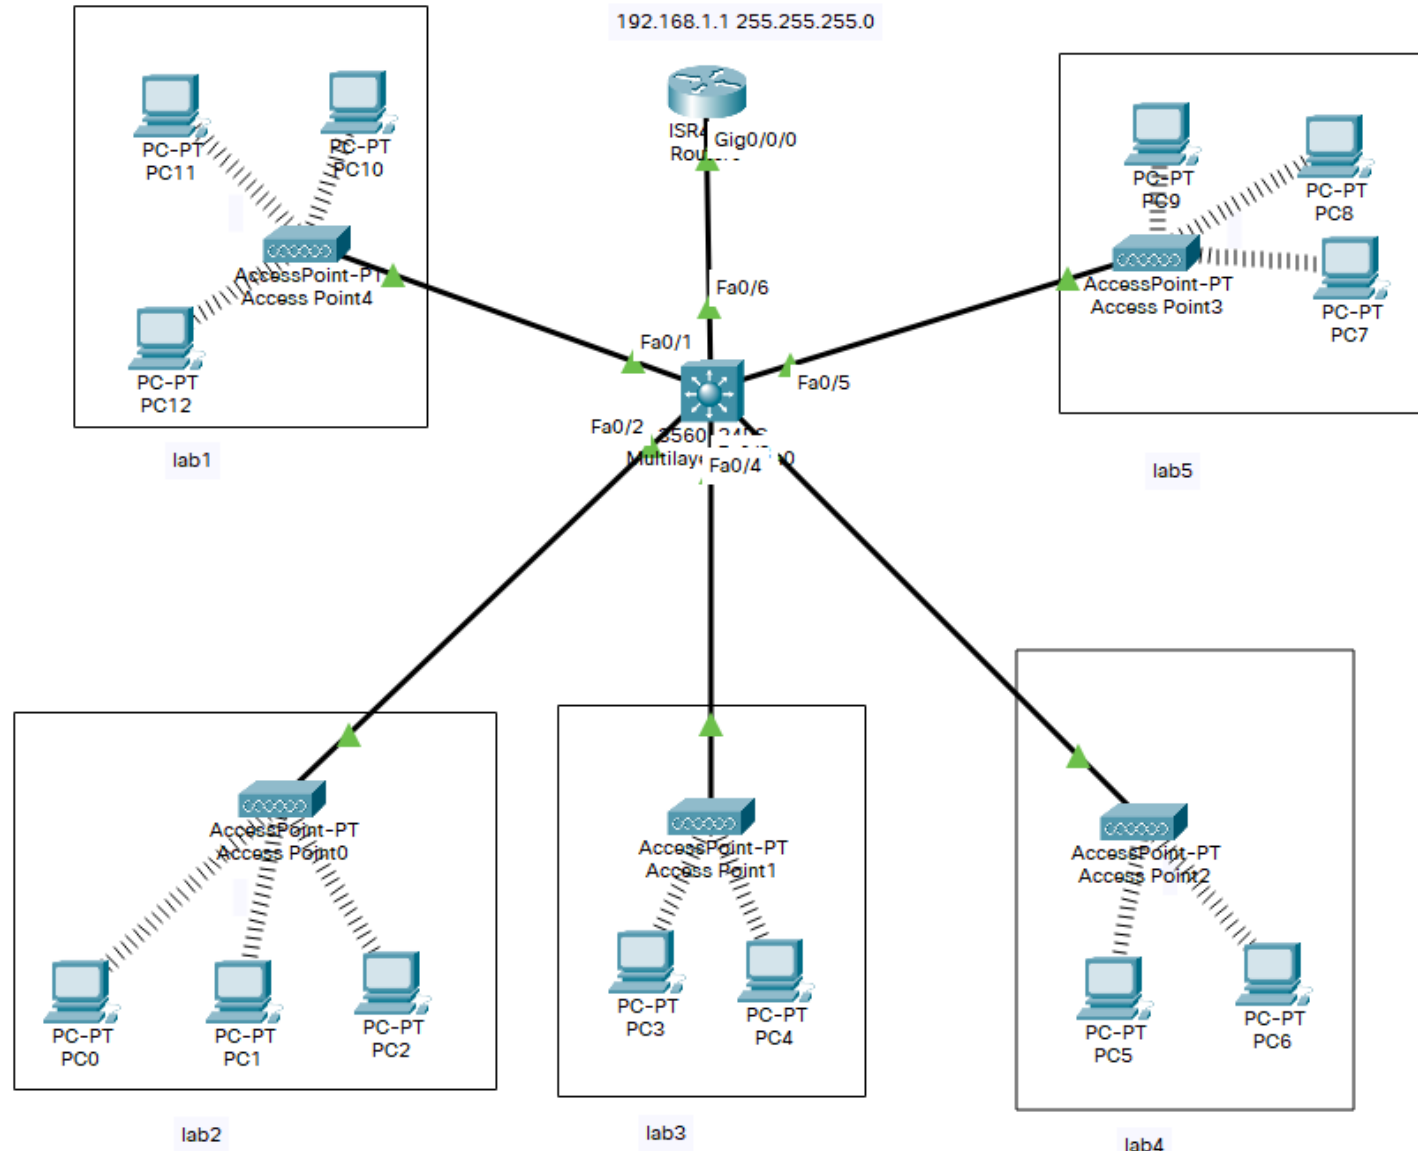 192.168.1.1 255.255.255.0
Gig0/0/0
PC-PT
PC11
PC-PT
PC10
AccessPoint-PT
Access Point4
PC-PT
PC12
lab1
PC-PT
PC9
PC-PT
PC8
AccessPoint-PT
Access Point3
PC-PT
PC7
lab5
Fa0/6
Fa0/1
Fa0/5
Fa0/2
Fa0/4
AccessPoint-PT
Access Point0
PC-PT
PC0
PC-PT
PC1
PC-PT
PC2
lab2
AccessPoint-PT
Access Point1
PC-PT
PC3
PC-PT
PC4
lab3
AccessPoint-PT
Access Point2
PC-PT
PC5
PC-PT
PC6
lab4